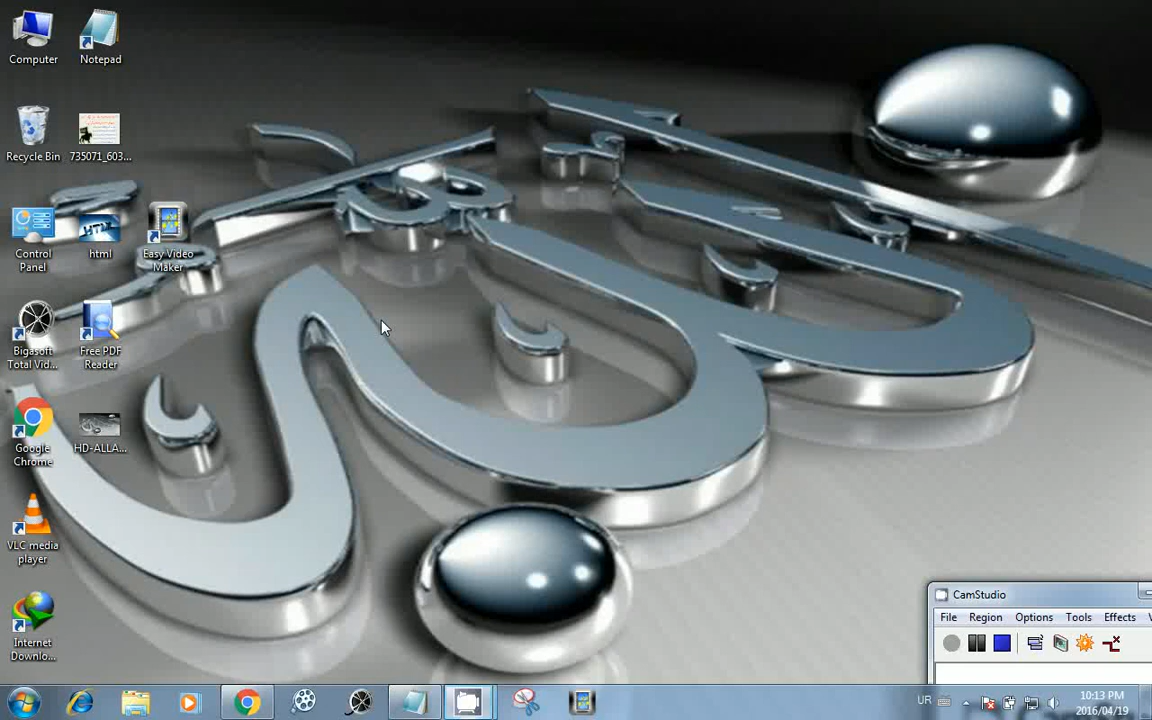 Computer
Notepad
Recycle Bin
735071_603...
Control
Panel
html
Easy Video
Maker
Bigasoft
Total Vid...
Free PDF
Reader
Google
Chrome
HD-ALLA...
VLC media
player
Internet
Downlo...
CamStudio
File Region Options Tools Effects
UR
10:13 PM
2016/04/19